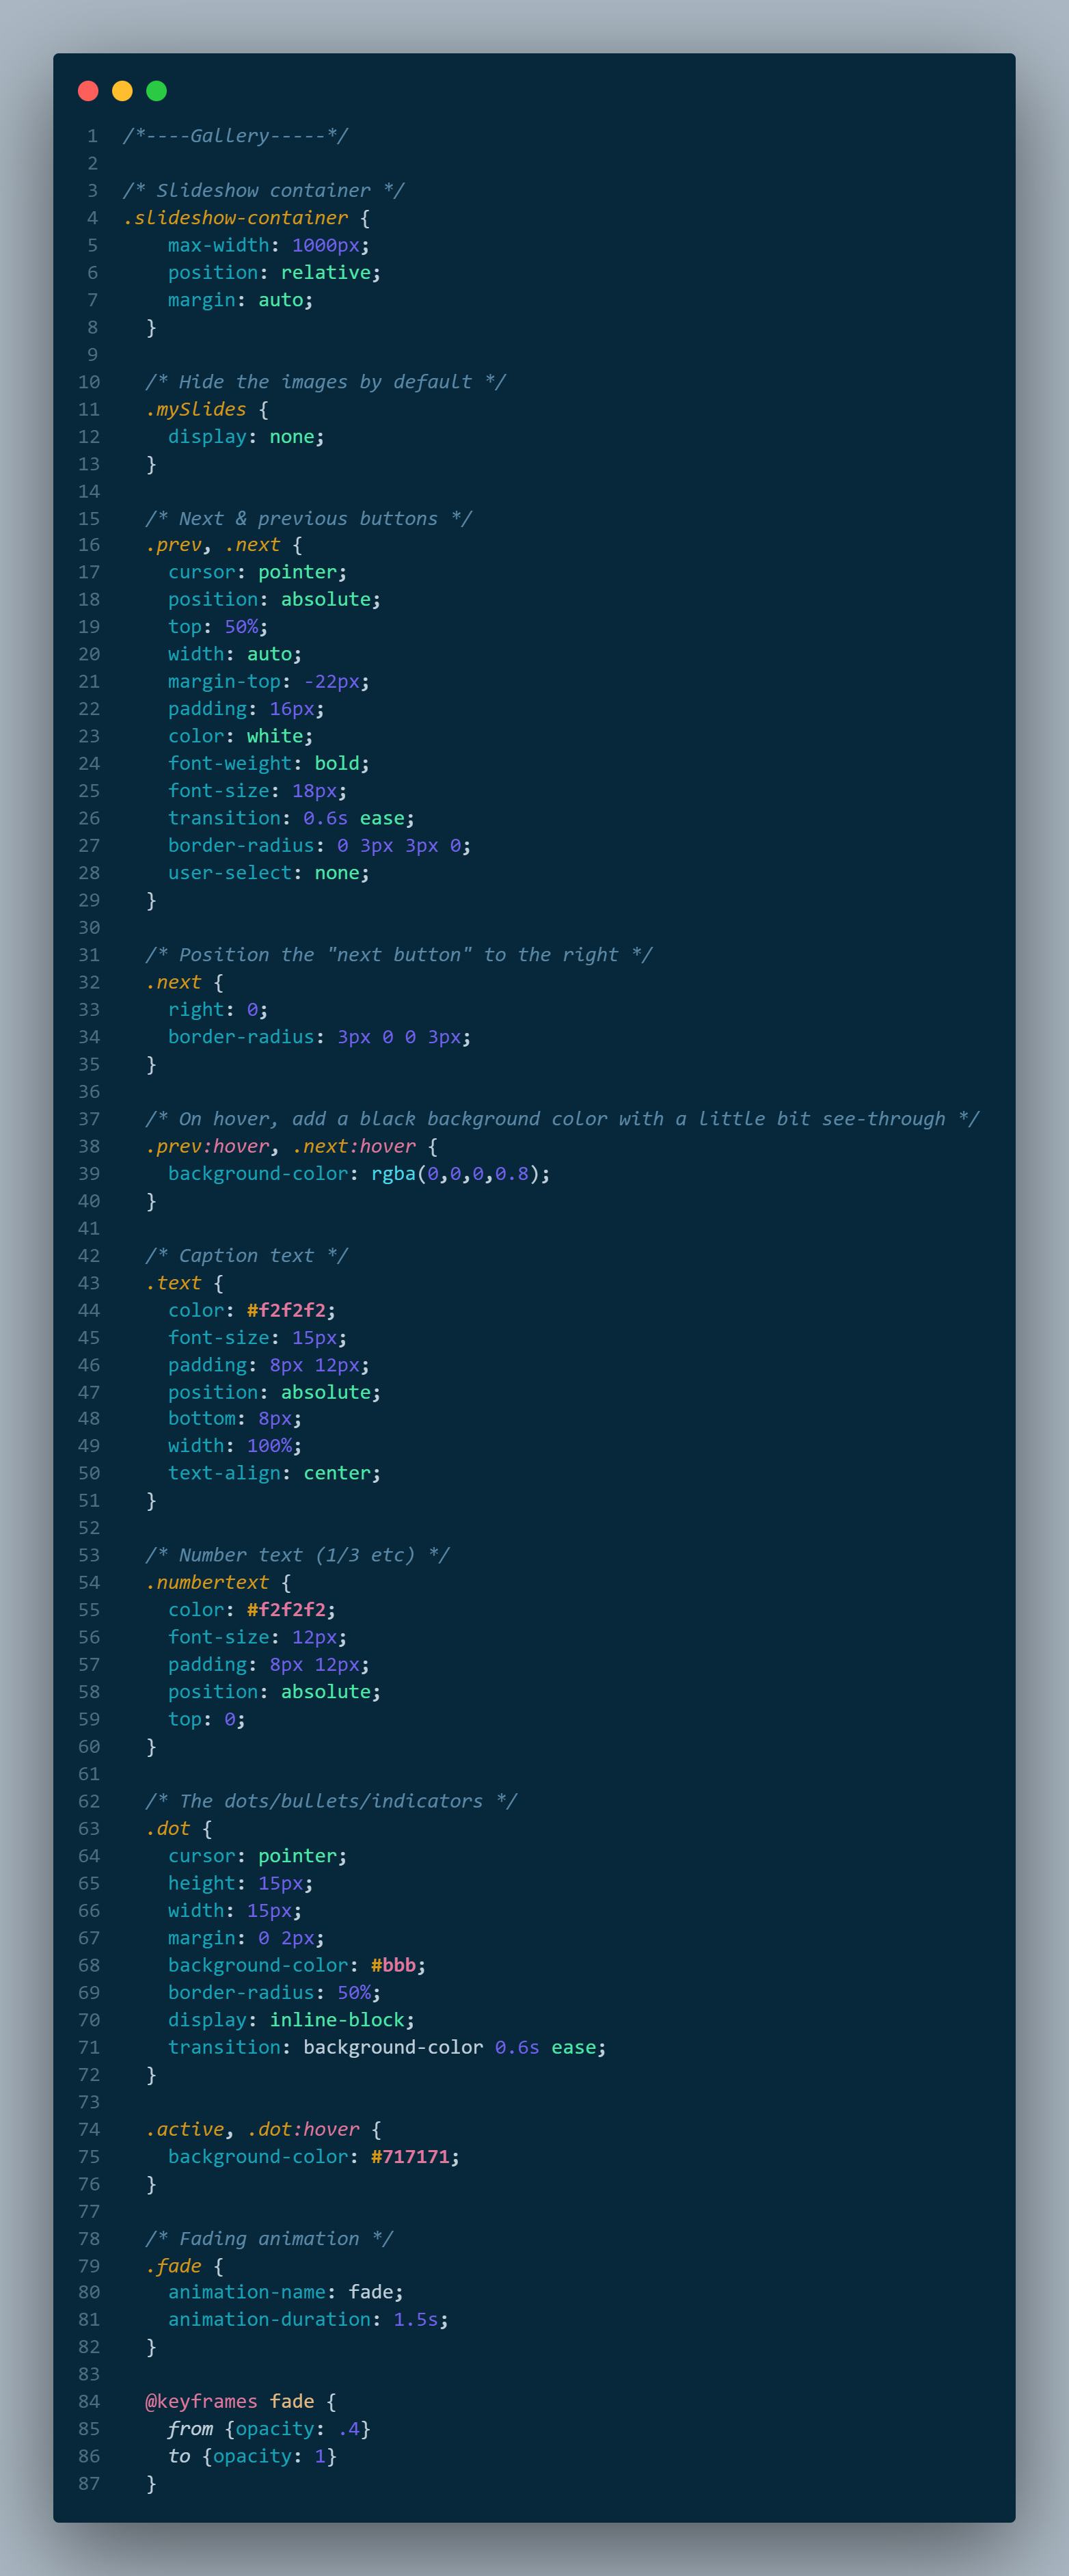 1 /*----Gallery-----*/
2
3 /* Slideshow container */
4 .slideshow-container {
5 max-width: 1000px;
6 position: relative;
7 margin: auto;
8 }
9
10 /* Hide the images by default */
11 .mySlides {
12 display: none;
13 }
14
15 /* Next & previous buttons */
16 .prev, .next {
17 cursor: pointer;
18 position: absolute;
19 top: 50%;
20 width: auto;
21 margin-top: -22px;
22 padding: 16px;
23 color: white;
24 font-weight: bold;
25 font-size: 18px;
26 transition: 0.6s ease;
27 border-radius: 0 3px 3px 0;
28 user-select: none;
29 }
30
31 /* Position the "next button" to the right */
32 .next {
33 right: 0;
34 border-radius: 3px 0 0 3px;
35 }
36
37 /* On hover, add a black background color with a little bit see-through */
38 .prev:hover, .next:hover {
39 background-color: rgba(0,0,0,0.8);
40 }
41
42 /* Caption text */
43 .text {
44 color: #f2f2f2;
45 font-size: 15px;
46 padding: 8px 12px;
47 position: absolute;
48 bottom: 8px;
49 width: 100%;
50 text-align: center;
51 }
52
53 /* Number text (1/3 etc) */
54 .numbertext {
55 color: #f2f2f2;
56 font-size: 12px;
57 padding: 8px 12px;
58 position: absolute;
59 top: 0;
60 }
61
62 /* The dots/bullets/indicators */
63 .dot {
64 cursor: pointer;
65 height: 15px;
66 width: 15px;
67 margin: 0 2px;
68 background-color: #bbb;
69 border-radius: 50%;
70 display: inline-block;
71 transition: background-color 0.6s ease;
72 }
73
74 .active, .dot:hover {
75 background-color: #717171;
76 }
77
78 /* Fading animation */
79 .fade {
80 animation-name: fade;
81 animation-duration: 1.5s;
82 }
83
84 @keyframes fade {
85 from {opacity: .4}
86 to {opacity: 1}
87 }